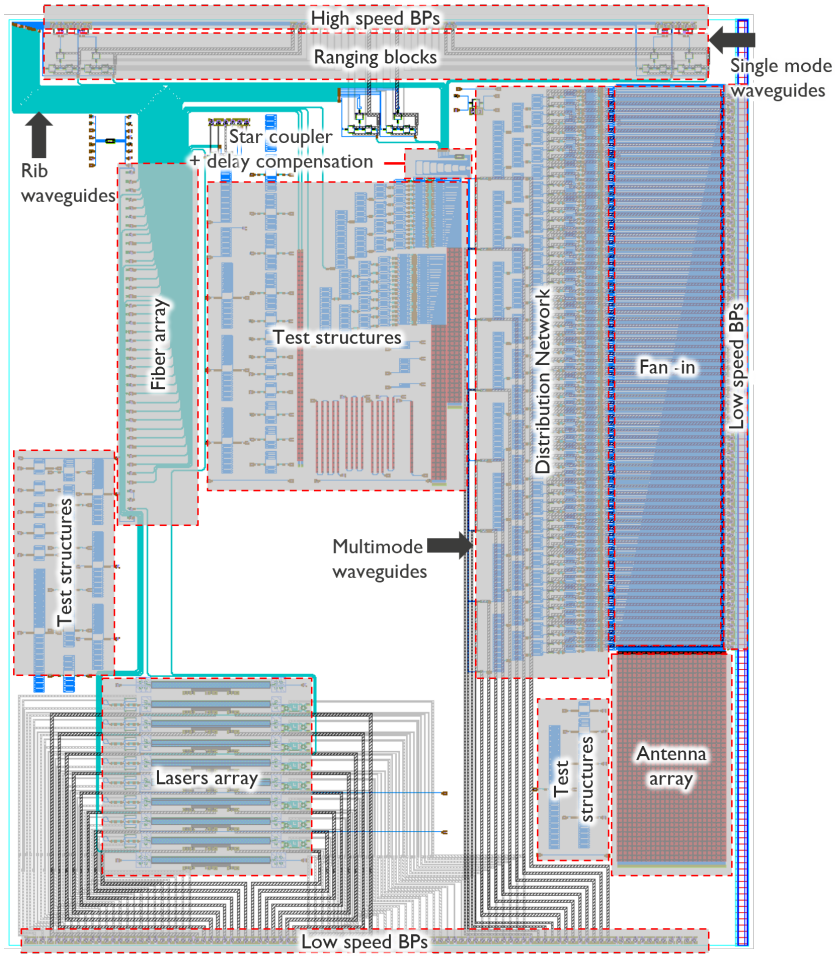 High speed BPs
Ranging blocks
Single mode
waveguides
Rib
waveguides
Star coupler
+ delay compensation
Fiber array
Test structures
Distribution Network
Fan -in
Low speed BPs
Test structures
Multimode
waveguides
Lasers array
Test
structures
Antenna
array
Low speed BPs